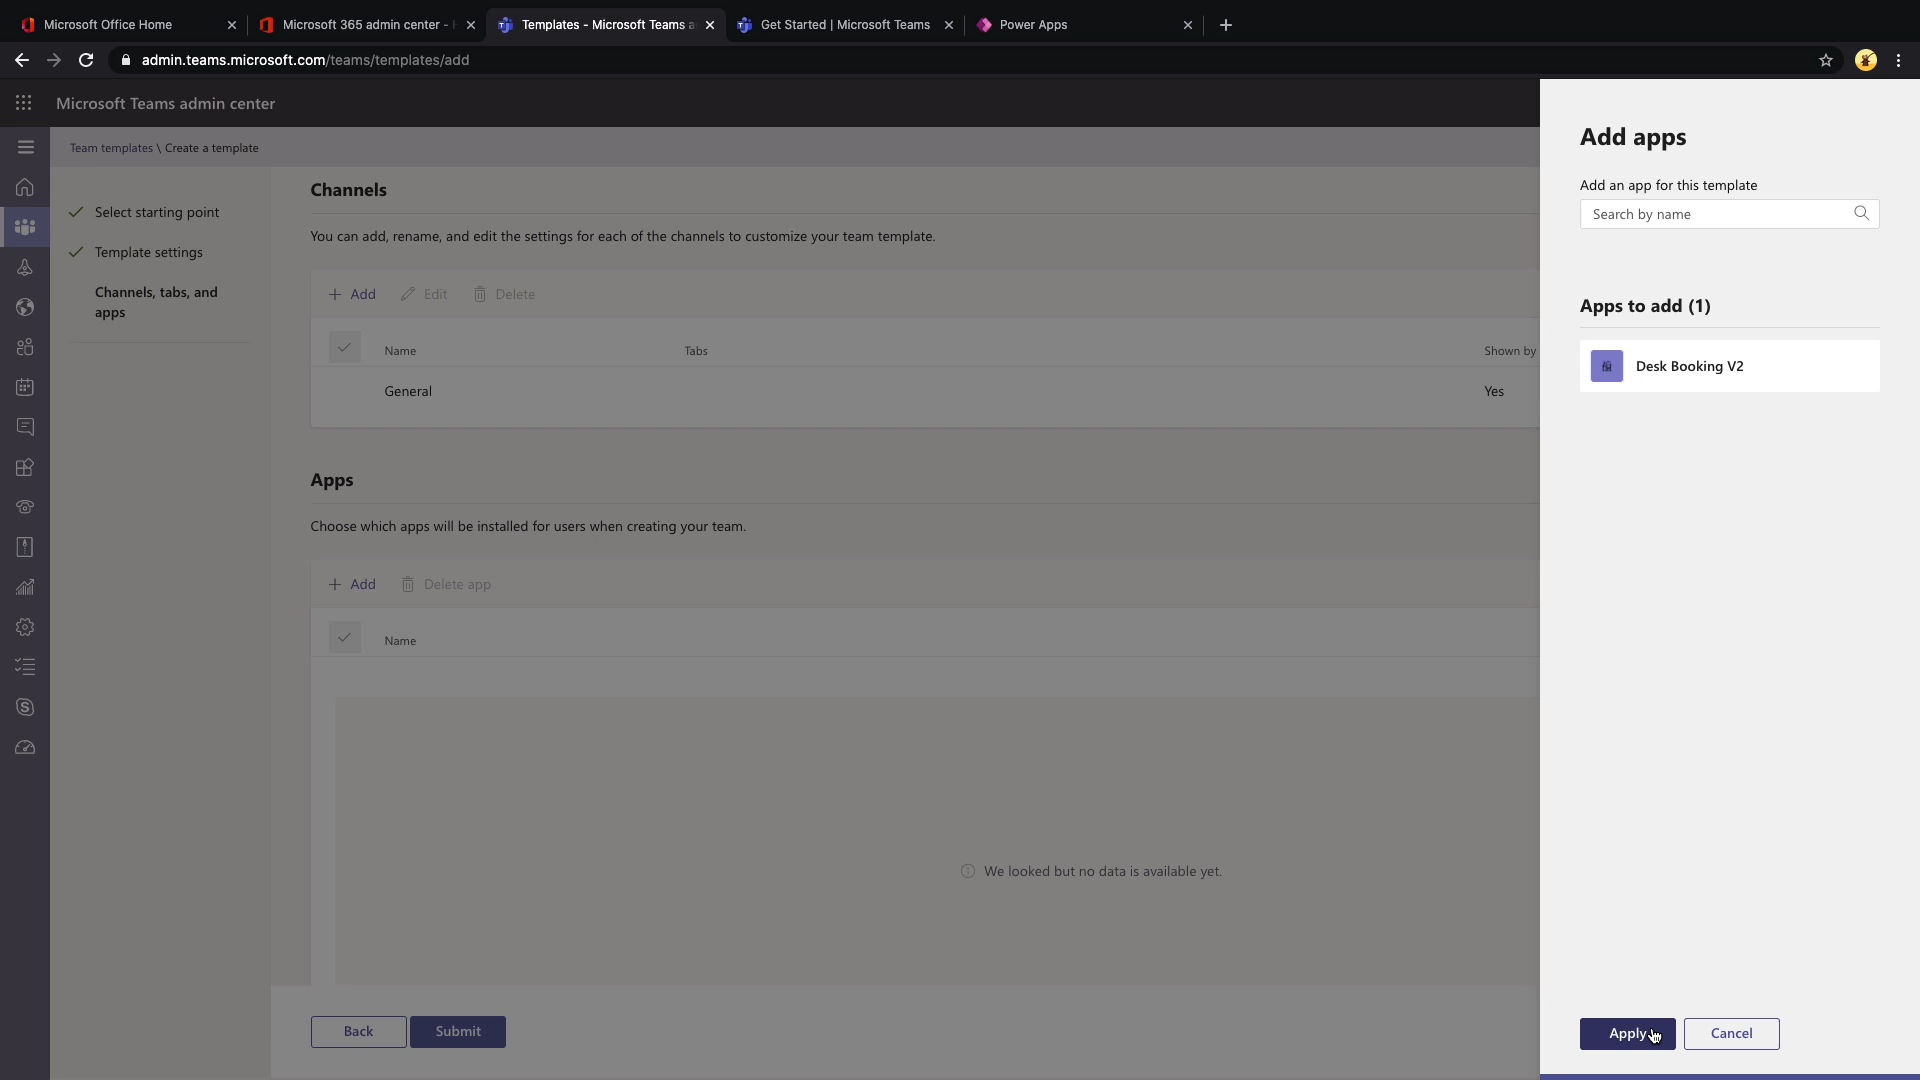 Microsoft Office Home
Microsoft 365 admin center -
Templates - Microsoft Teams a
Get Started | Microsoft Teams
Power Apps
admin.teams.microsoft.com/teams/templates/add
Microsoft Teams admin center
Team templates \ Create a template
Select starting point
Template settings
Channels, tabs, and
apps
Channels
You can add, rename, and edit the settings for each of the channels to customize your team template.
Add
Edit
Delete
Name
Tabs
Shown by
General
Yes
Apps
Choose which apps will be installed for users when creating your team.
Add
Delete app
Name
We looked but no data is available yet.
Back
Submit
Add apps
Add an app for this template
Search by name
Apps to add (1)
Desk Booking V2
Apply
Cancel